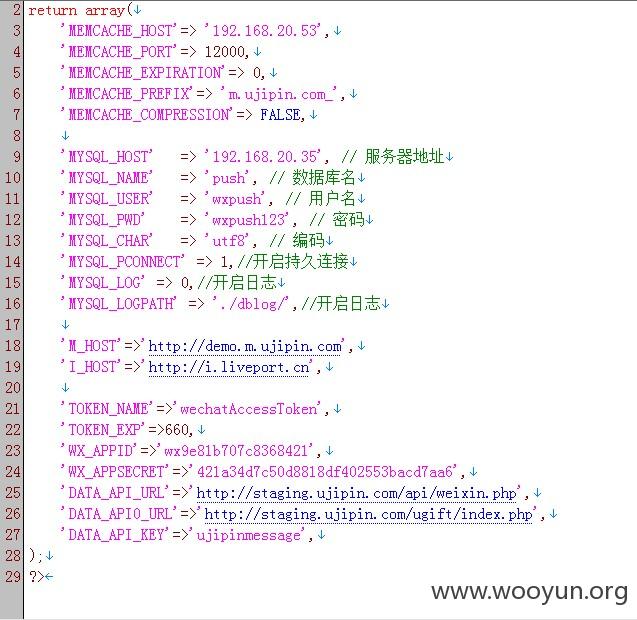 2 return array(
3 'MEMCACHE_HOST'=> '192.168.20.53',
4 'MEMCACHE_PORT'=> 12000,
5 'MEMCACHE_EXPIRATION'=> 0,
6 'MEMCACHE_PREFIX'=> 'm.ujipin.com_',
7 'MEMCACHE_COMPRESSION'=> FALSE,
8
9 'MYSQL_HOST' => '192.168.20.35', // 服务器地址
10 'MYSQL_NAME' => 'push', // 数据库名
11 'MYSQL_USER' => 'wxpush', // 用户名
12 'MYSQL_PWD' => 'wxpush123', // 密码
13 'MYSQL_CHAR' => 'utf8', // 编码
14 'MYSQL_PCONNECT' => 1,//开启持久连接
15 'MYSQL_LOG' => 0,//开启日志
16 'MYSQL_LOGPATH' => './dblog/',//开启日志
17
18 'M_HOST'=>'http://demo.m.ujipin.com',
19 'I_HOST'=>'http://i.liveport.cn',
20
21 'TOKEN_NAME'=>'wechatAccessToken',
22 'TOKEN_EXP'=>660,
23 'WX_APPID'=>'wx9e81b707c8368421',
24 'WX_APPSECRET'=>'421a34d7c50d8818df402553bacd7aa6',
25 'DATA_API_URL'=>'http://staging.ujipin.com/api/weixin.php',
26 'DATA_API0_URL'=>'http://staging.ujipin.com/ugift/index.php',
27 'DATA_API_KEY'=>'ujipinmessage',
28 );
29 ?>
www.wooyun.org